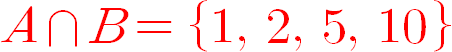 A ∩ B = {1, 2, 5, 10}